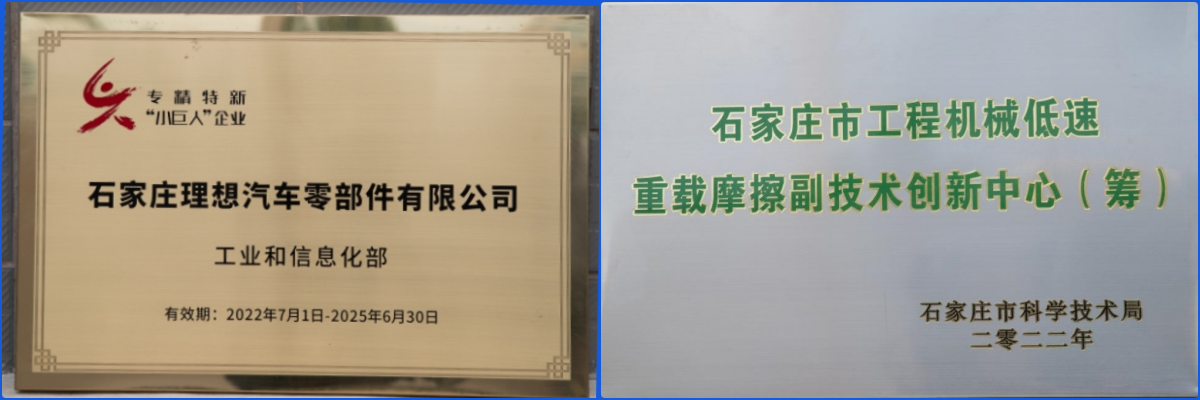 专精特新
“小巨人”企业
石家庄理想汽车零部件有限公司
工业和信息化部
有效期：2022年7月1日-2025年6月30日
石家庄市工程机械低速
重载摩擦副技术创新中心（筹）
石家庄市科学技术局
二零二二年